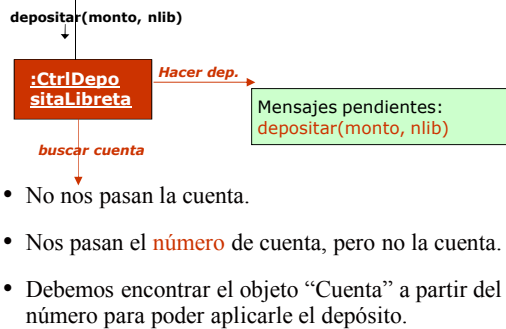 depositar(monto, nlib)
:CtrlDepo
sitaLibreta
Hacer dep.
Mensajes pendientes:
depositar(monto, nlib)
buscar cuenta
• No nos pasan la cuenta.
• Nos pasan el número de cuenta, pero no la cuenta.
• Debemos encontrar el objeto “Cuenta” a partir del
número para poder aplicarle el depósito.